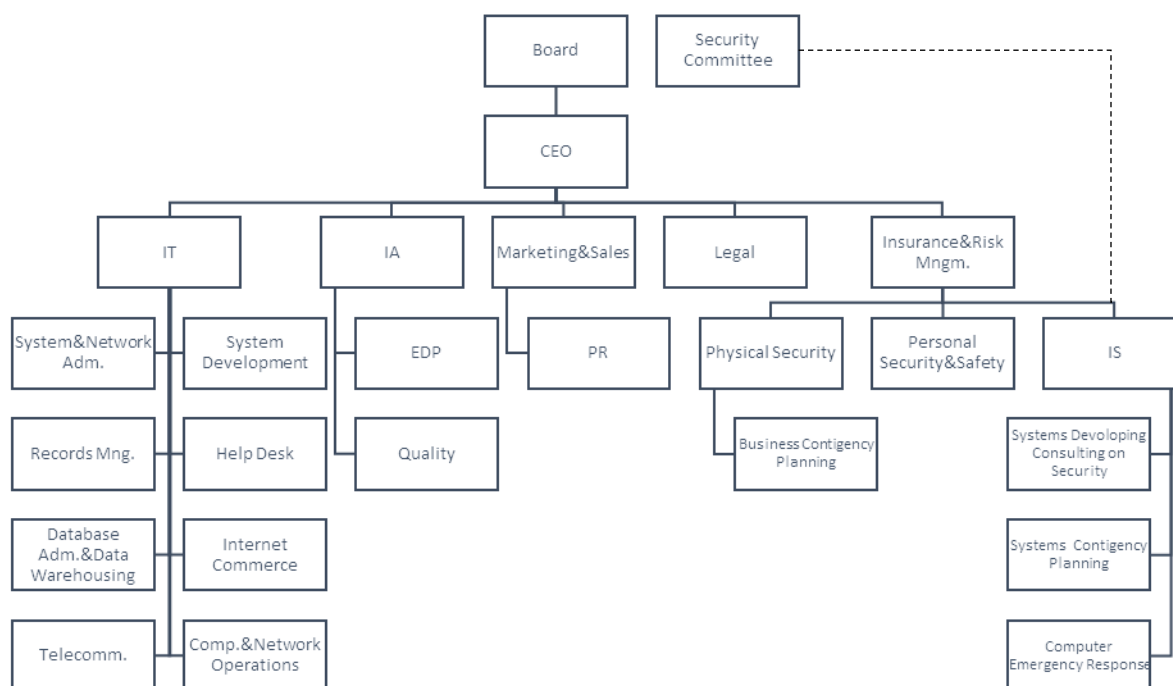 Board
Security
Committee
CEO
IT
IA
Marketing&Sales
Legal
Insurance&Risk
Mngm.
System&Network
Adm.
System
Development
EDP
PR
Physical Security
Personal
Security&Safety
IS
Records Mng.
Help Desk
Quality
Business Contigency
Planning
Systems Devoloping
Consulting on
Security
Database
Adm.&Data
Warehousing
Internet
Commerce
Systems Contigency
Planning
Telecomm.
Comp.&Network
Operations
Computer
Emergency Response